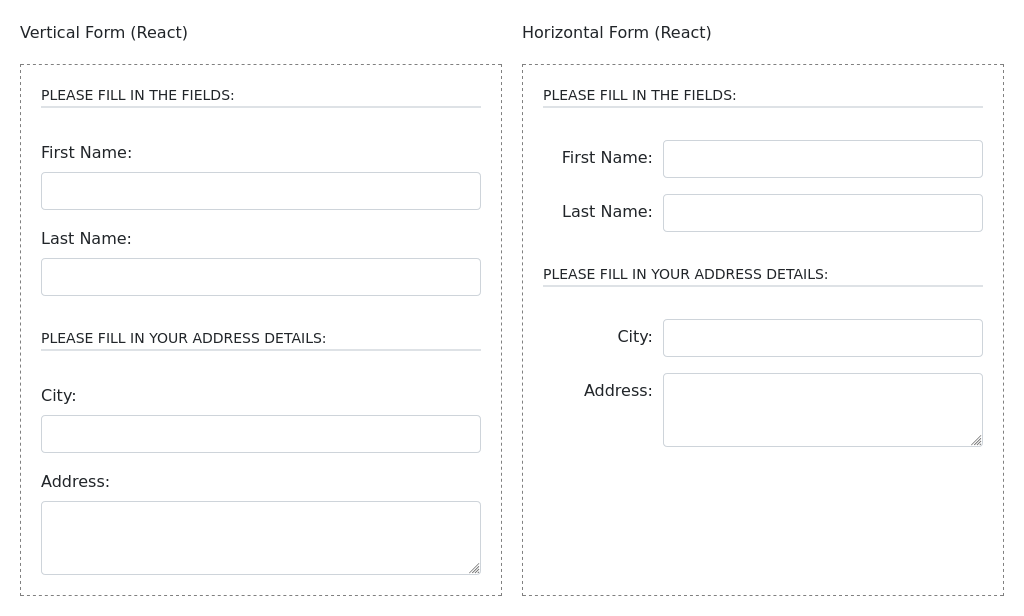 Vertical Form (React)
PLEASE FILL IN THE FIELDS:
First Name:
Last Name:
PLEASE FILL IN YOUR ADDRESS DETAILS:
City:
Address:
Horizontal Form (React)
PLEASE FILL IN THE FIELDS:
First Name:
Last Name:
PLEASE FILL IN YOUR ADDRESS DETAILS:
City:
Address: